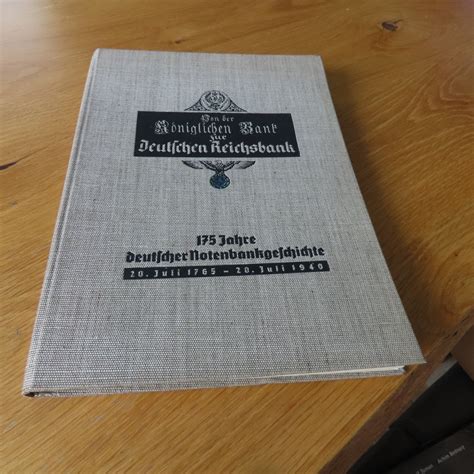 Von der
Königlichen Bank
zur
Deutschen Reichsbank
175 Jahre
deutscher Notenbankgeschichte
20. Juli 1765 – 20. Juli 1940